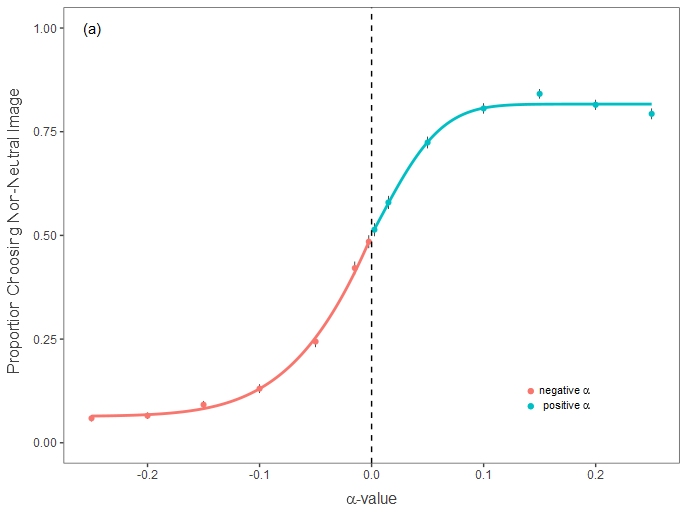 (a)
Proportion Choosing Non-Neutral Image
1.00
0.75
0.50
0.25
0.00
negative α
positive α
-0.2
-0.1
0.0
0.1
0.2
α-value